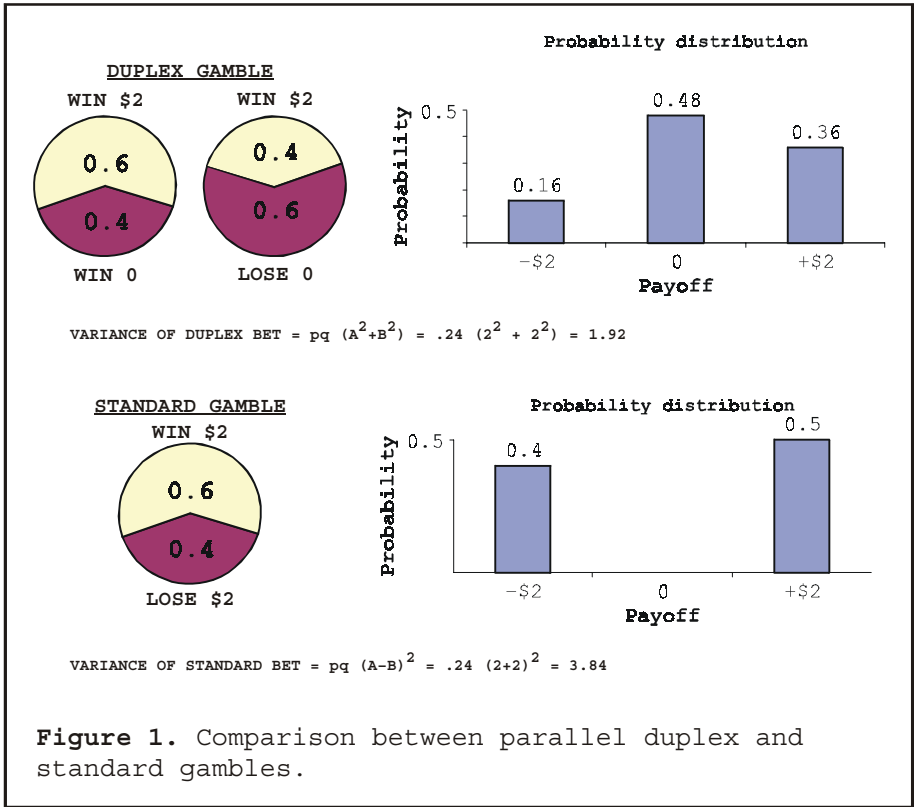 Probability distribution
DUPLEX GAMBLE
WIN $2 WIN $2
0.6
0.4
0.4
0.6
WIN 0 LOSE 0
Probability
0.5
0.16
0.48
0.36
−$2 0 +$2
Payoff
VARIANCE OF DUPLEX BET = pq (A²+B²) = .24 (2² + 2²) = 1.92
STANDARD GAMBLE
WIN $2
0.6
0.4
LOSE $2
Probability distribution
Probability
0.5
0.4
0.5
−$2 0 +$2
Payoff
VARIANCE OF STANDARD BET = pq (A−B)² = .24 (2+2)² = 3.84
Figure 1. Comparison between parallel duplex and
standard gambles.